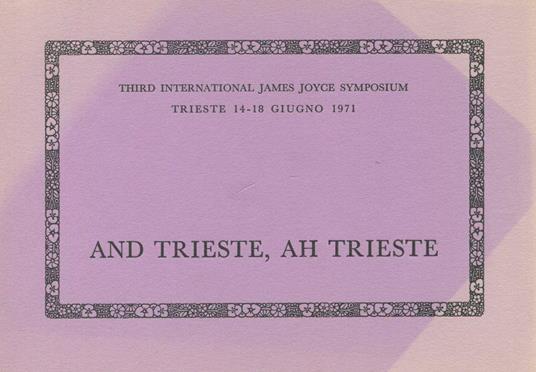 THIRD INTERNATIONAL JAMES JOYCE SYMPOSIUM
TRIESTE 14-18 GIUGNO 1971
AND TRIESTE, AH TRIESTE